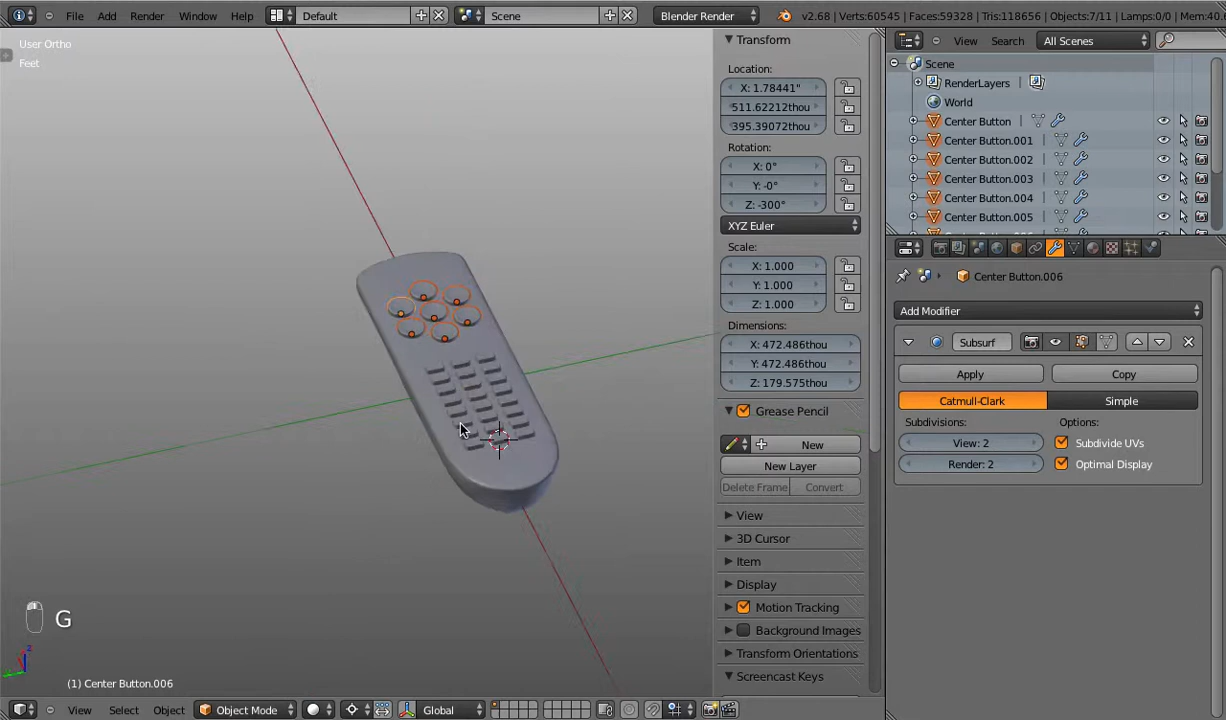 File Add Render Window Help Default Scene Blender Render v2.68 | Verts:60545 | Faces:59328 | Tris:118656 | Objects:7/11 | Lamps:0/0 | Mem:40.
User Ortho
Feet
Transform
Location:
X: 1.78441"
511.62212thou
395.39072thou
Rotation:
X: 0°
Y: -0°
Z: -300°
XYZ Euler
Scale:
X: 1.000
Y: 1.000
Z: 1.000
Dimensions:
X: 472.486thou
Y: 472.486thou
Z: 179.575thou
Grease Pencil
New
New Layer
Delete Frame Convert
View
3D Cursor
Item
Display
Motion Tracking
Background Images
Transform Orientations
Screencast Keys
View Search All Scenes
Scene
RenderLayers
World
Center Button
Center Button.001
Center Button.002
Center Button.003
Center Button.004
Center Button.005
Center Button.006
Add Modifier
Subsurf
Apply Copy
Catmull-Clark Simple
Subdivisions: Options:
View: 2 Subdivide UVs
Render: 2 Optimal Display
G
(1) Center Button.006
View Select Object Object Mode Global